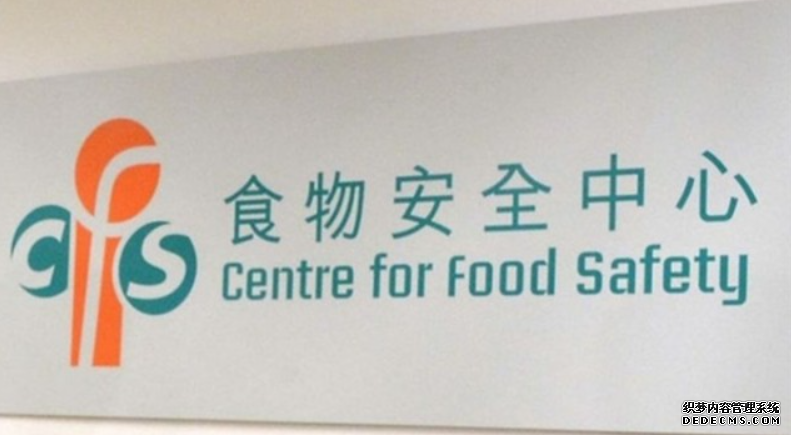 cfs
食物安全中心
Centre for Food Safety
织梦内容管理系统
DEDECMS.COM